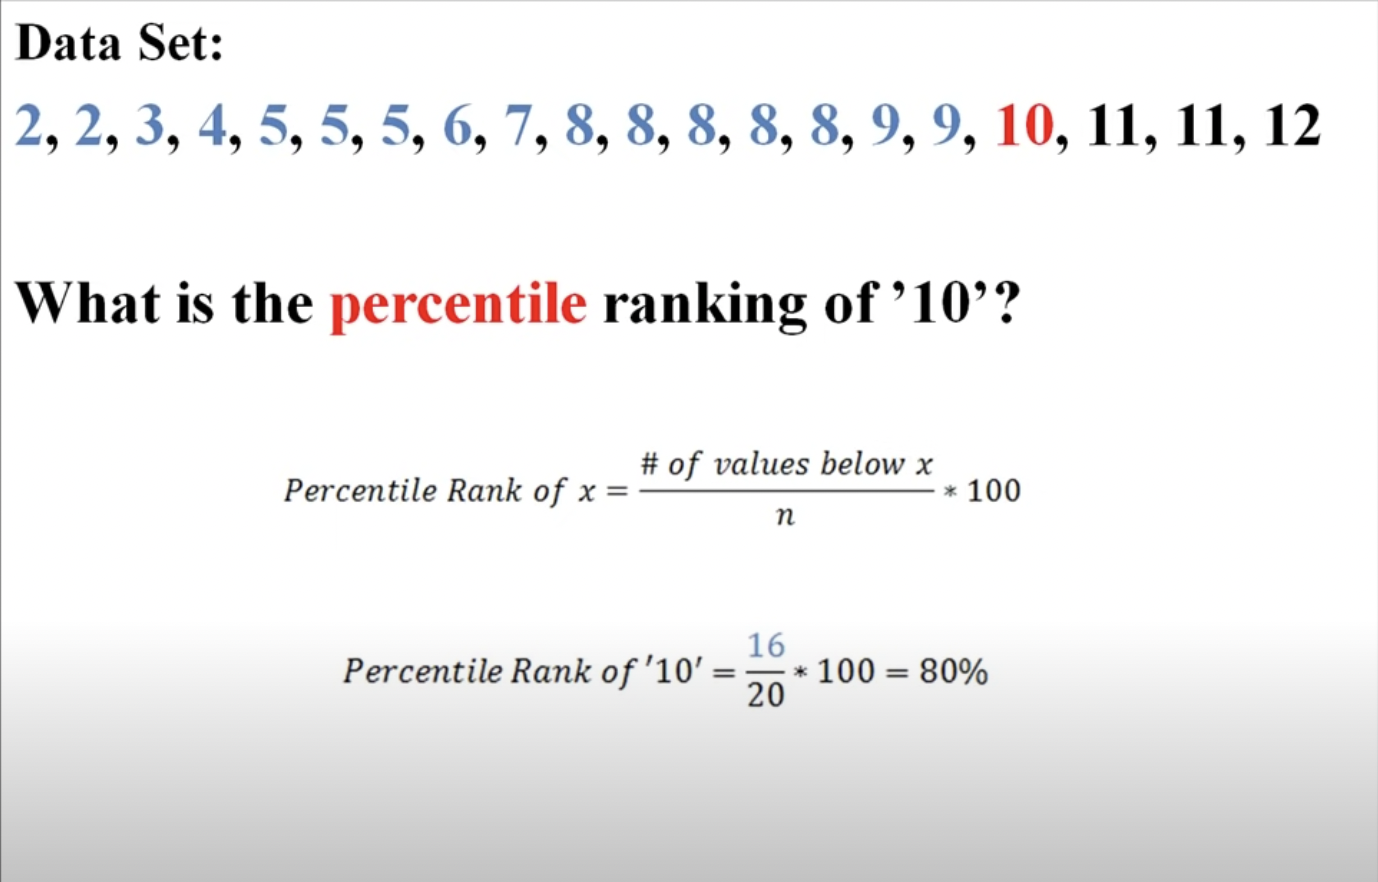 Data Set:
2, 2, 3, 4, 5, 5, 5, 6, 7, 8, 8, 8, 8, 8, 9, 9, 10, 11, 11, 12
What is the percentile ranking of ’10’?
Percentile Rank of x = # of values below x / n * 100
Percentile Rank of ′10′ = 16 / 20 * 100 = 80%